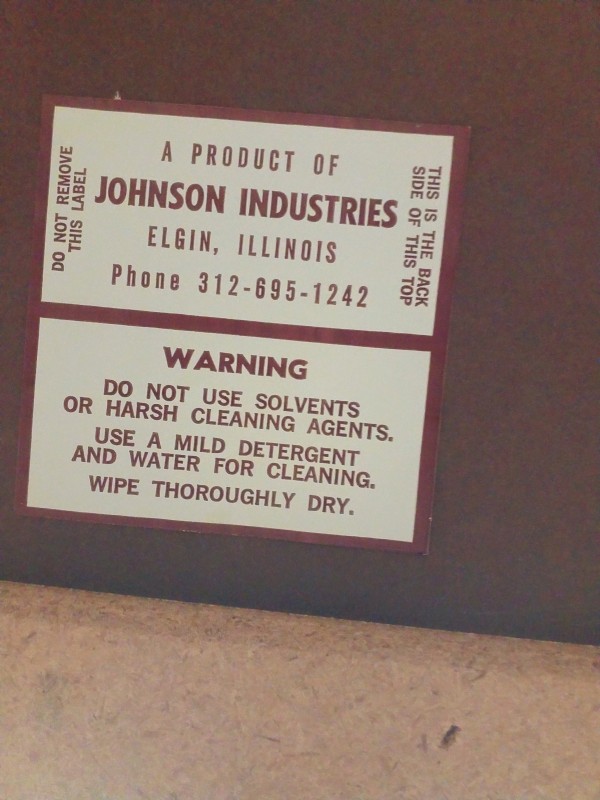 DO NOT REMOVE
THIS LABEL
A PRODUCT OF
JOHNSON INDUSTRIES
ELGIN, ILLINOIS
Phone 312-695-1242
THIS IS THE BACK
SIDE OF THIS TOP
WARNING
DO NOT USE SOLVENTS
OR HARSH CLEANING AGENTS.
USE A MILD DETERGENT
AND WATER FOR CLEANING.
WIPE THOROUGHLY DRY.